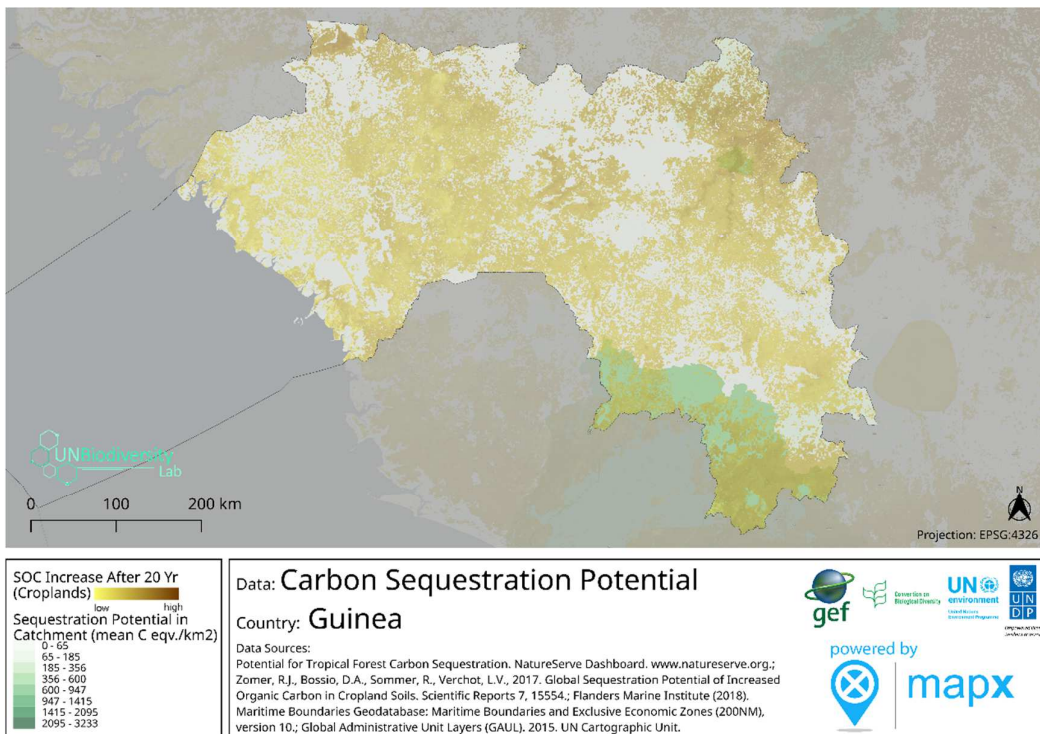 UNBiodiversity
Lab
0 100 200 km
N
Projection: EPSG:4326
SOC Increase After 20 Yr
(Croplands)
low high
Sequestration Potential in
Catchment (mean C eqv./km2)
0 - 65
65 - 185
185 - 356
356 - 600
600 - 947
947 - 1415
1415 - 2095
2095 - 3233
Data: Carbon Sequestration Potential
Country: Guinea
Data Sources:
Potential for Tropical Forest Carbon Sequestration. NatureServe Dashboard. www.natureserve.org.;
Zomer, R.J., Bossio, D.A., Sommer, R., Verchot, L.V., 2017. Global Sequestration Potential of Increased
Organic Carbon in Cropland Soils. Scientific Reports 7, 15554.; Flanders Marine Institute (2018).
Maritime Boundaries Geodatabase: Maritime Boundaries and Exclusive Economic Zones (200NM),
version 10.; Global Administrative Unit Layers (GAUL). 2015. UN Cartographic Unit.
gef
Convention on
Biological Diversity
UN
environment
United Nations
Environment Programme
U N
D P
powered by
mapx